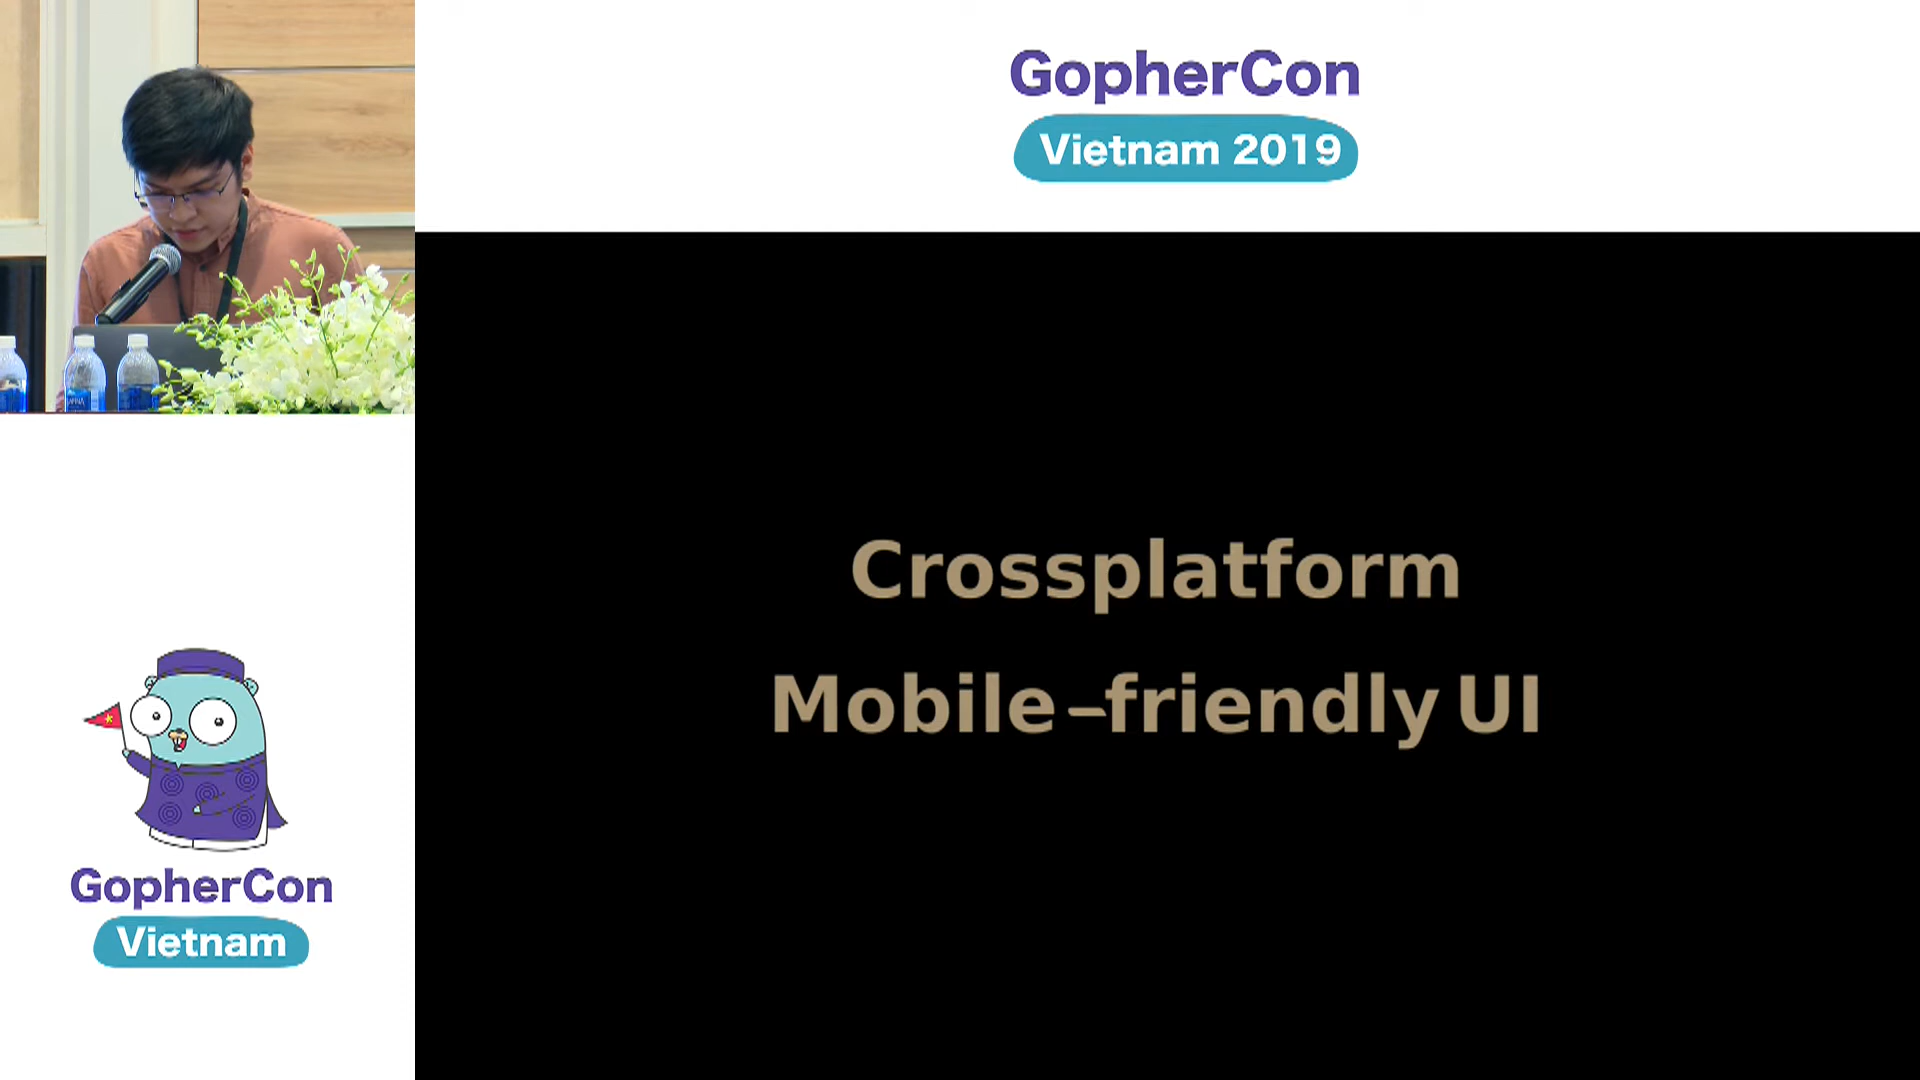 GopherCon
Vietnam 2019
Crossplatform
Mobile-friendly UI
GopherCon
Vietnam